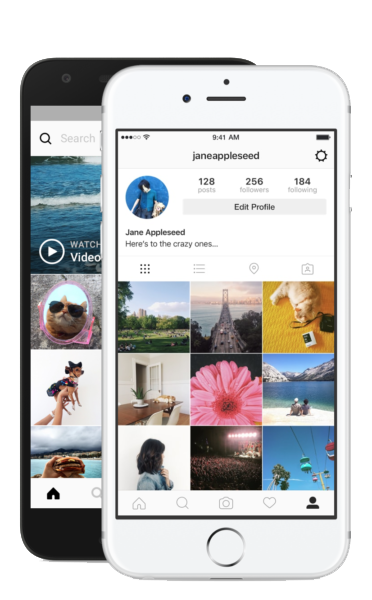 Search
WATCH
Video
9:41 AM
janeappleseed
128
posts
256
followers
184
following
Edit Profile
Jane Appleseed
Here's to the crazy ones...